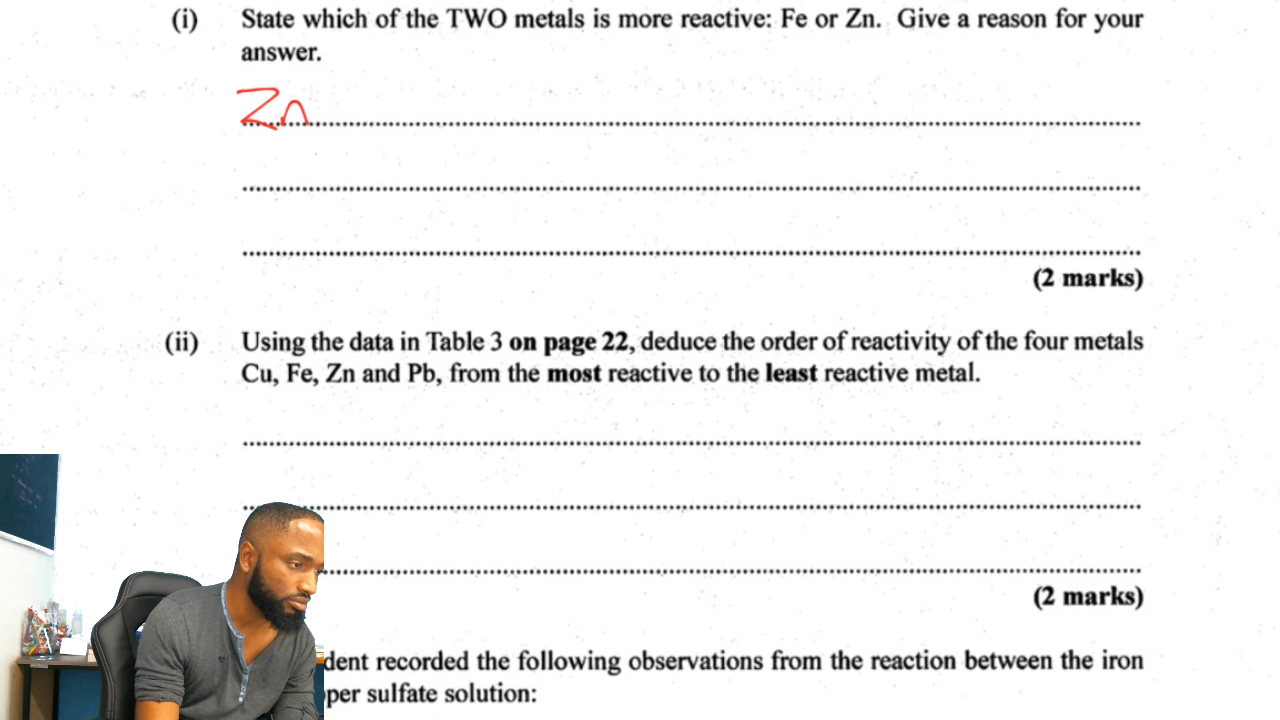 (i) State which of the TWO metals is more reactive: Fe or Zn. Give a reason for your
answer.
Zn
(2 marks)
(ii) Using the data in Table 3 on page 22, deduce the order of reactivity of the four metals
Cu, Fe, Zn and Pb, from the most reactive to the least reactive metal.
(2 marks)
dent recorded the following observations from the reaction between the iron
per sulfate solution: